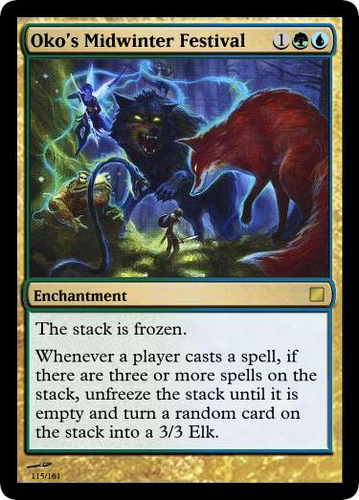 Oko's Midwinter Festival 1
Enchantment
The stack is frozen.
Whenever a player casts a spell, if
there are three or more spells on the
stack, unfreeze the stack until it is
empty and turn a random card on
the stack into a 3/3 Elk.
115/161